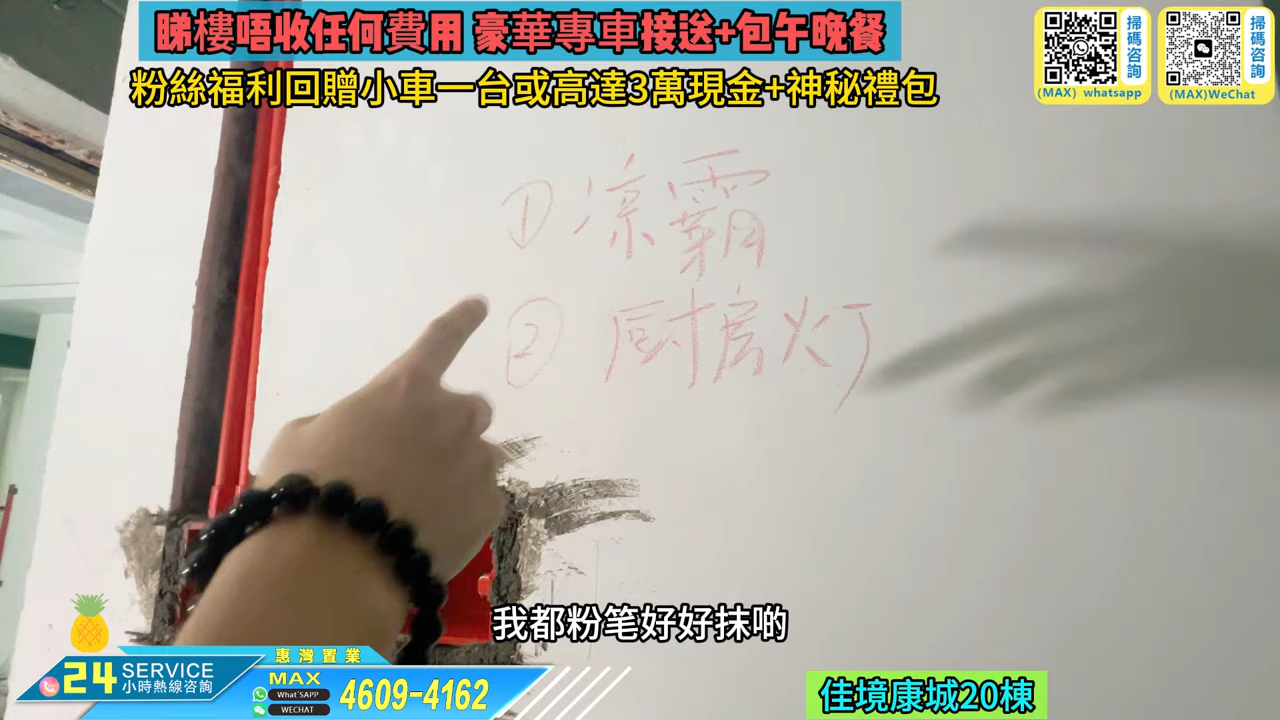 睇樓唔收任何費用 豪華專車接送+包午晚餐
粉絲福利回贈小車一台或高達3萬現金+神秘禮包
掃碼咨詢
(MAX) whatsapp
掃碼咨詢
(MAX)WeChat
① 凉霸
② 厨房灯
我都粉笔好好抹啲
惠灣置業
24 SERVICE
小時熱線咨詢
MAX
What'SAPP
WECHAT
4609-4162
佳境康城20棟